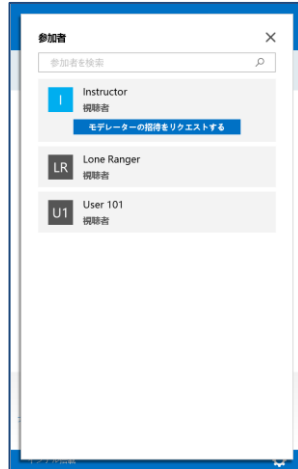 参加者
参加者を検索
I
Instructor
視聴者
モデレーターの招待をリクエストする
LR
Lone Ranger
視聴者
U1
User 101
視聴者